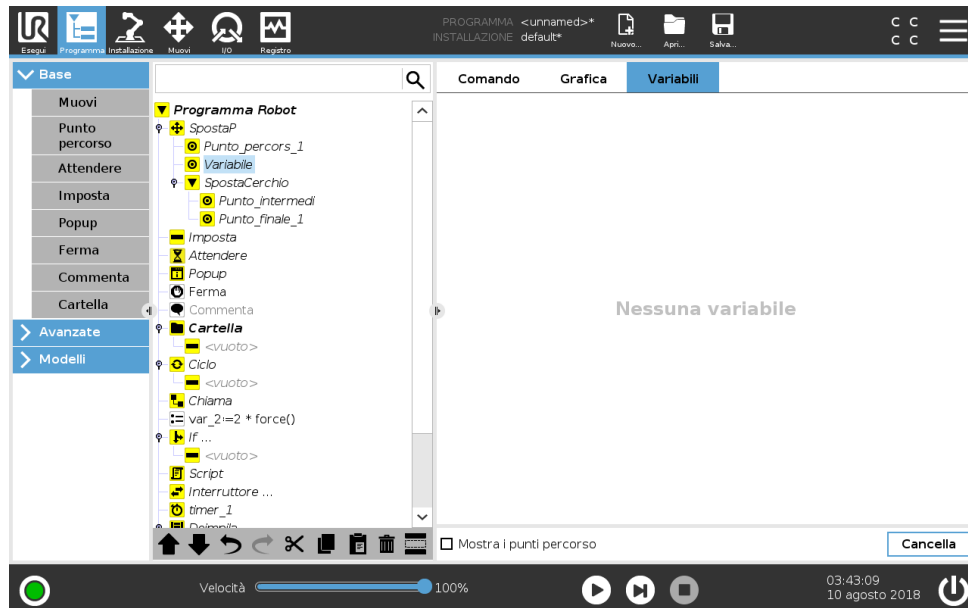 PROGRAMMA <unnamed>*
INSTALLAZIONE default*
UR
Esegui
Programma
Installazione
Muovi
I/O
Registro
Nuovo...
Apri...
Salva...
C C
C C
Base
Muovi
Punto
percorso
Attendere
Imposta
Popup
Ferma
Commenta
Cartella
Avanzate
Modelli
Programma Robot
SpostaP
Punto_percors_1
Variabile
SpostaCerchio
Punto_intermedi
Punto_finale_1
Imposta
Attendere
Popup
Ferma
Commenta
Cartella
<vuoto>
Ciclo
<vuoto>
Chiama
var_2:=2 * force()
If ...
<vuoto>
Script
Interruttore ...
timer_1
Comando
Grafica
Variabili
Nessuna variabile
Mostra i punti percorso
Cancella
Velocità
100%
03:43:09
10 agosto 2018